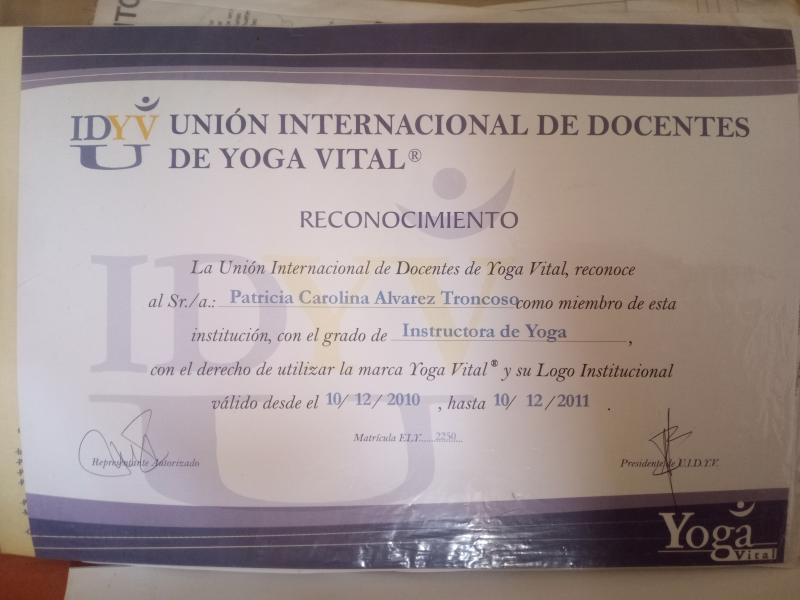 IDYV
U
UNIÓN INTERNACIONAL DE DOCENTES
DE YOGA VITAL®
RECONOCIMIENTO
La Unión Internacional de Docentes de Yoga Vital, reconoce
al Sr./a.: Patricia Carolina Alvarez Troncoso como miembro de esta
institución, con el grado de Instructora de Yoga ,
con el derecho de utilizar la marca Yoga Vital® y su Logo Institucional
válido desde el 10/ 12/ 2010 , hasta 10/ 12/ 2011 .
Matrícula F.I.Y. 2250
Representante Autorizado
Presidente de U.I.D.Y.V.
Yoga
Vital